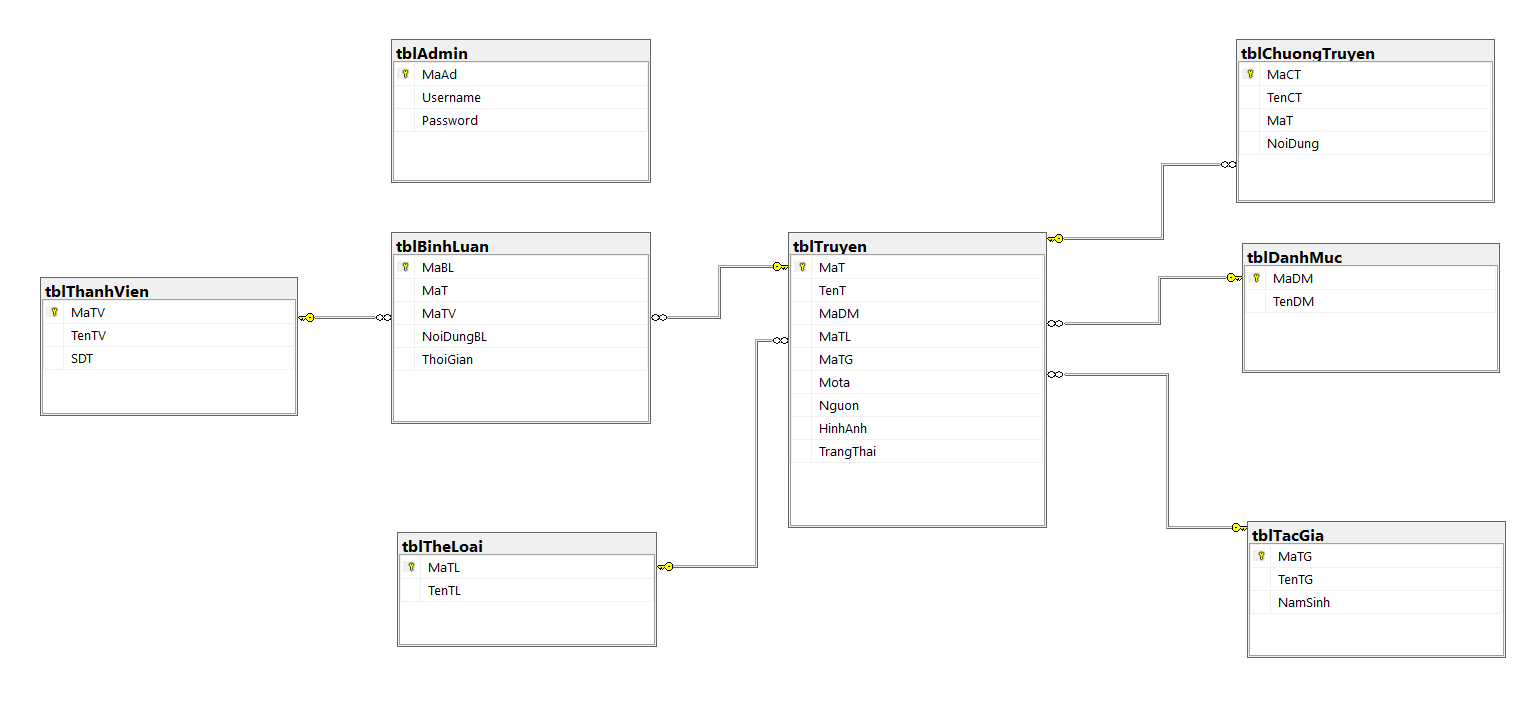 tblAdmin
MaAd
Username
Password
tblChuongTruyen
MaCT
TenCT
MaT
NoiDung
tblThanhVien
MaTV
TenTV
SDT
tblBinhLuan
MaBL
MaT
MaTV
NoiDungBL
ThoiGian
tblTruyen
MaT
TenT
MaDM
MaTL
MaTG
Mota
Nguon
HinhAnh
TrangThai
tblDanhMuc
MaDM
TenDM
tblTheLoai
MaTL
TenTL
tblTacGia
MaTG
TenTG
NamSinh